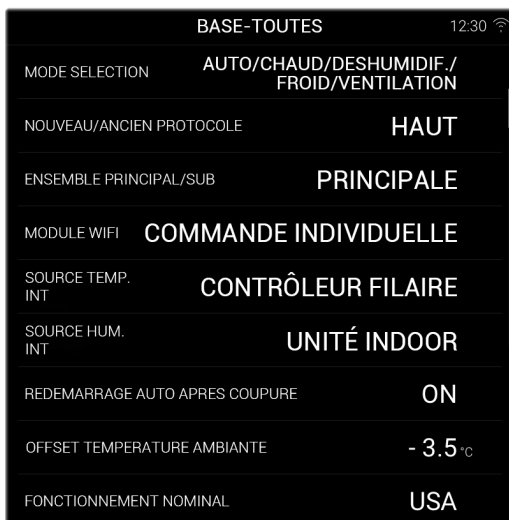 BASE-TOUTES 12:30
MODE SELECTION AUTO/CHAUD/DESHUMIDIF./
FROID/VENTILATION
NOUVEAU/ANCIEN PROTOCOLE HAUT
ENSEMBLE PRINCIPAL/SUB PRINCIPALE
MODULE WIFI COMMANDE INDIVIDUELLE
SOURCE TEMP.
INT CONTRÔLEUR FILAIRE
SOURCE HUM.
INT UNITÉ INDOOR
REDEMARRAGE AUTO APRES COUPURE ON
OFFSET TEMPERATURE AMBIANTE - 3.5 °C
FONCTIONNEMENT NOMINAL USA